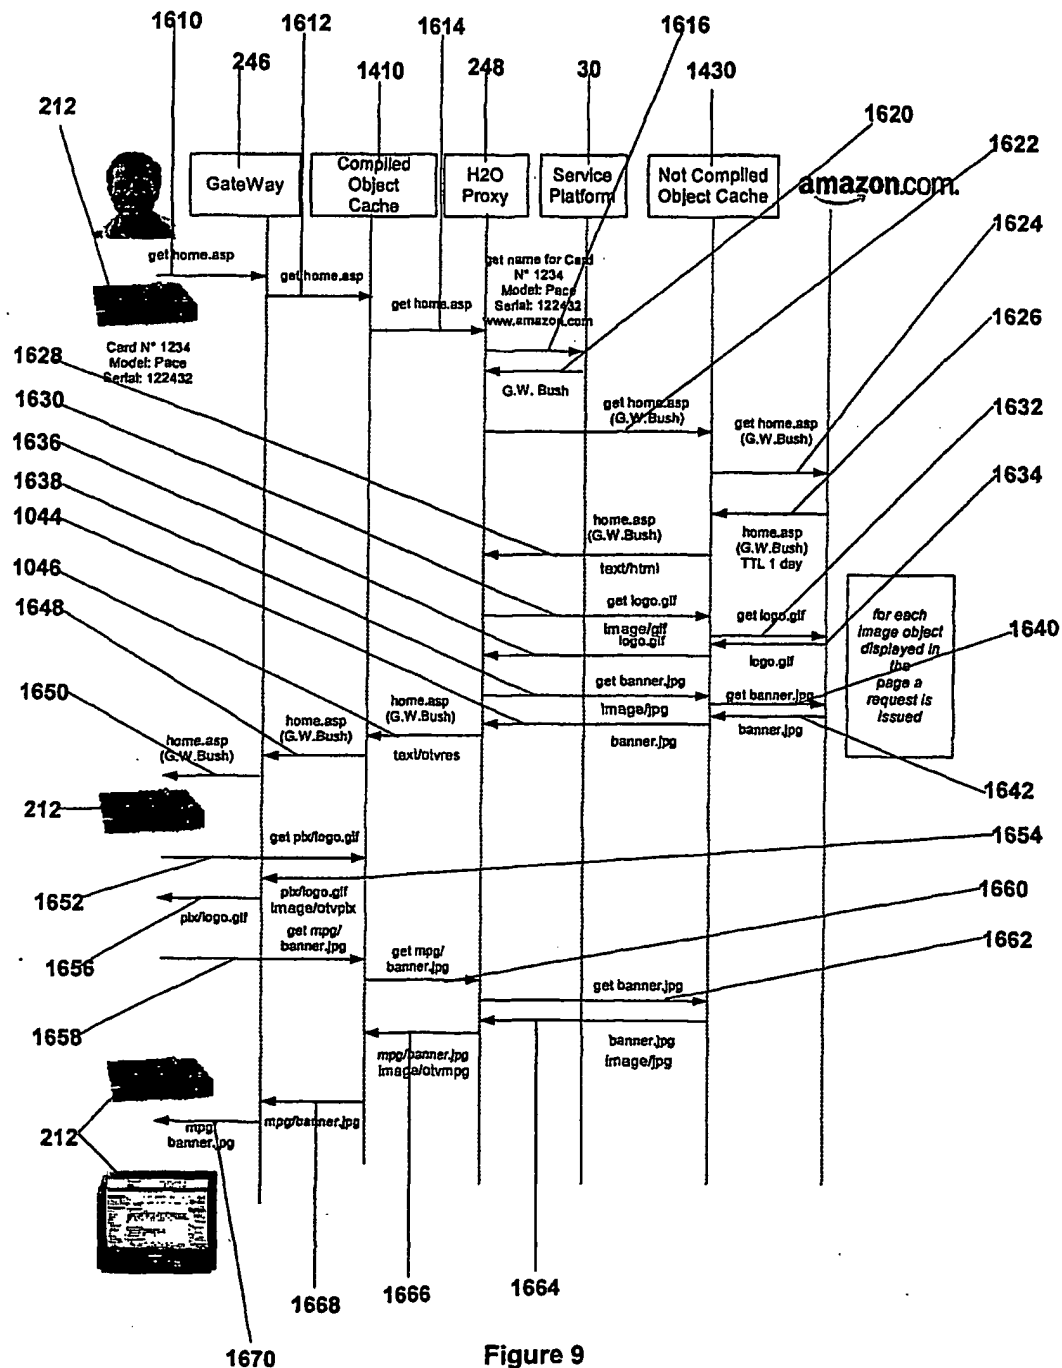 1610
1612
1614
1616
246
1410
248
30
1430
212
1620
1622
GateWay
Compiled
Object
Cache
H2O
Proxy
Service
Platform
Not Compiled
Object Cache
amazon.com.
1624
get home.asp
get home.asp
get home.asp
get name for Card
N° 1234
Model: Pace
Serial: 122432
www.amazon.com
1626
Card N° 1234
Model: Pace
Serial: 122432
1628
1630
G.W. Bush
get home.asp
(G.W.Bush)
1632
get home.asp
(G.W.Bush)
1636
1634
1638
1044
home.asp
(G.W.Bush)
text/html
home.asp
(G.W.Bush)
TTL 1 day
1046
1648
get logo.gif
get logo.gif
image/gif
logo.gif
logo.gif
for each
image object
displayed in
the
page a
request is
issued
1640
get banner.jpg
get banner.jpg
1650
home.asp
(G.W.Bush)
image/jpg
banner.jpg
banner.jpg
home.asp
(G.W.Bush)
text/otvres
home.asp
(G.W.Bush)
1642
212
get pix/logo.gif
1654
1652
pix/logo.gif
image/otvpix
pix/logo.gif
1660
get mpg/
banner.jpg
1656
get mpg/
banner.jpg
1662
get banner.jpg
1658
banner.jpg
image/jpg
mpg/banner.jpg
image/otvmpg
212
mpg/banner.jpg
mpg/
banner.jpg
1664
1666
1668
1670
Figure 9